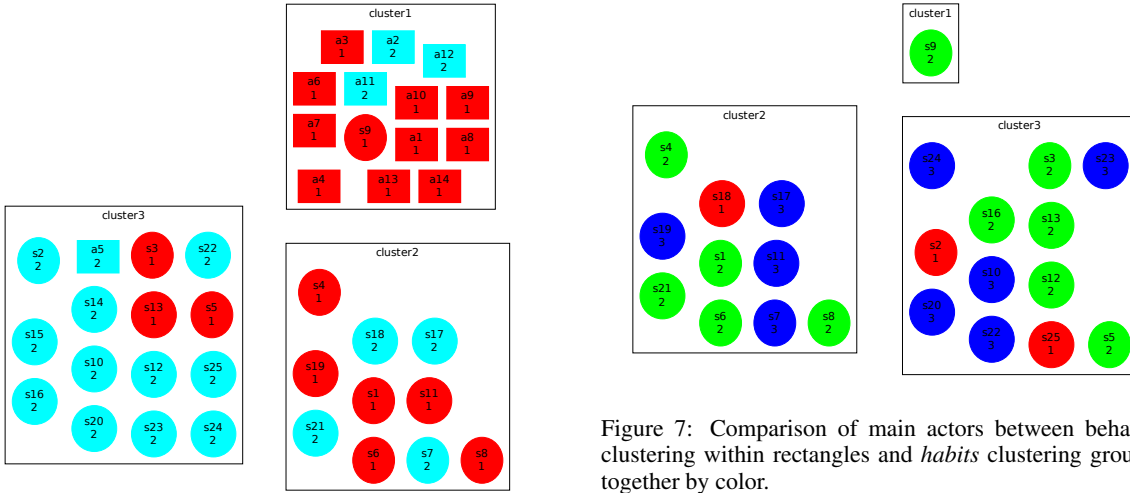 cluster1
a3
1
a2
2
a12
2
a6
1
a11
2
a10
1
a9
1
a7
1
s9
1
a1
1
a8
1
a4
1
a13
1
a14
1
cluster3
s2
2
a5
2
s3
1
s22
2
s14
2
s13
1
s5
1
s15
2
s10
2
s12
2
s25
2
s16
2
s20
2
s23
2
s24
2
cluster2
s4
1
s18
2
s17
2
s19
1
s1
1
s11
1
s21
2
s6
1
s7
2
s8
1
cluster1
s9
2
cluster2
s4
2
s18
1
s17
3
s19
3
s1
2
s11
3
s21
2
s6
2
s7
3
s8
2
cluster3
s24
3
s3
2
s23
3
s16
2
s13
2
s2
1
s10
3
s12
2
s20
3
s22
3
s25
1
s5
2
Figure 7: Comparison of main actors between beha
clustering within rectangles and habits clustering grou
together by color.